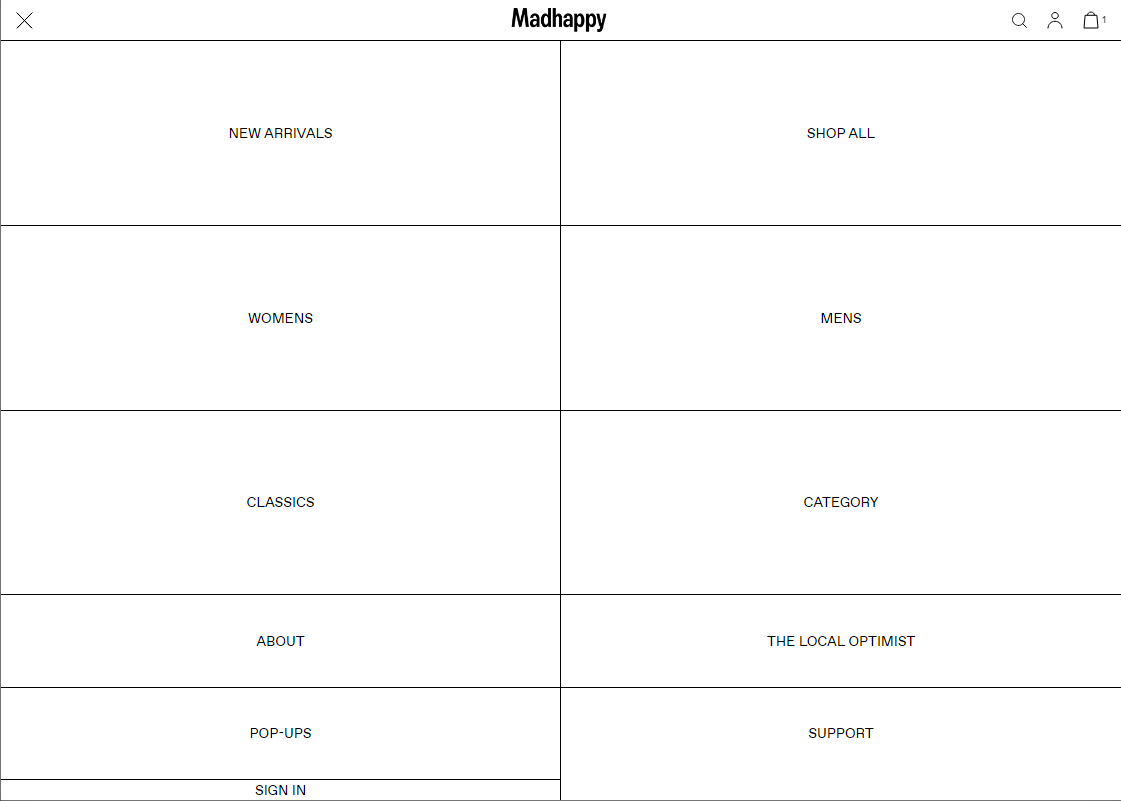 Madhappy
1
NEW ARRIVALS
SHOP ALL
WOMENS
MENS
CLASSICS
CATEGORY
ABOUT
THE LOCAL OPTIMIST
POP-UPS
SUPPORT
SIGN IN